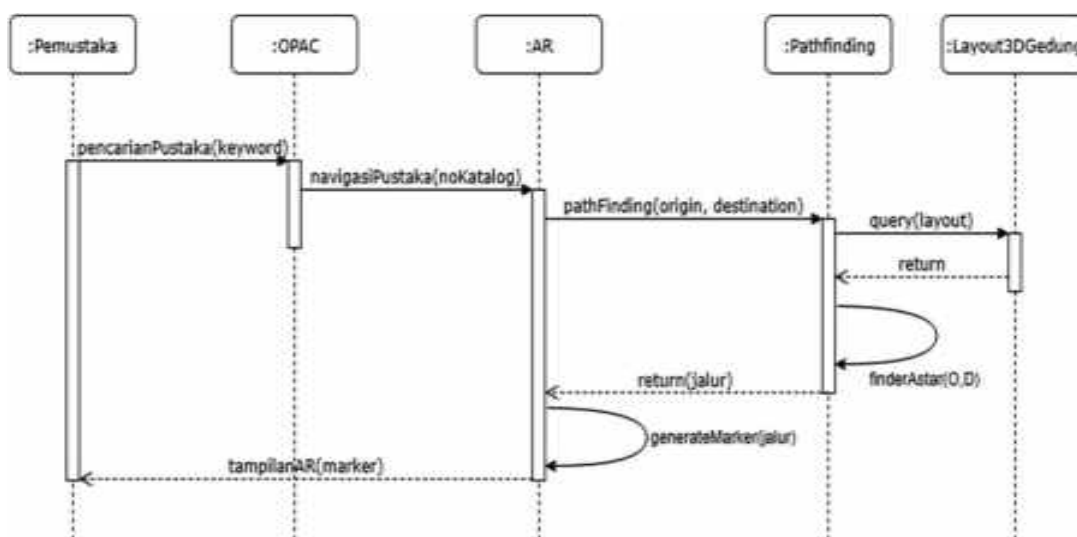 :Pemustaka
:OPAC
:AR
:Pathfinding
:Layout3DGedung
pencarianPustaka(keyword)
navigasiPustaka(noKatalog)
pathFinding(origin, destination)
query(layout)
return
finderAstar(O,D)
return(jalur)
generateMarker(jalur)
tampilanAR(marker)